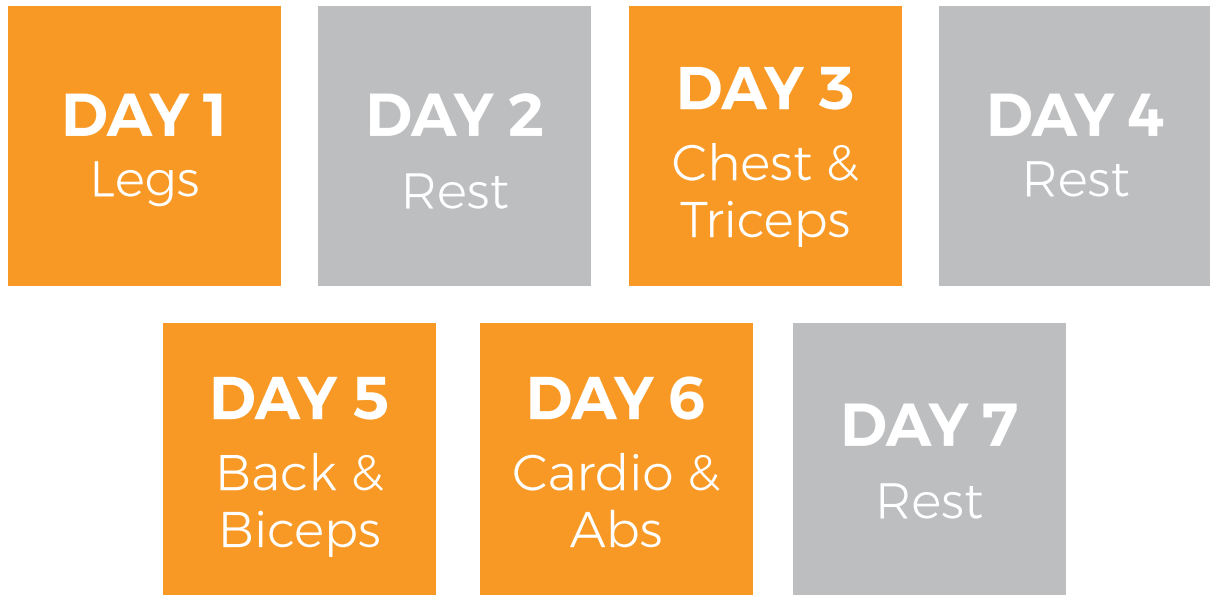 DAY 1
Legs
DAY 2
Rest
DAY 3
Chest &
Triceps
DAY 4
Rest
DAY 5
Back &
Biceps
DAY 6
Cardio &
Abs
DAY 7
Rest